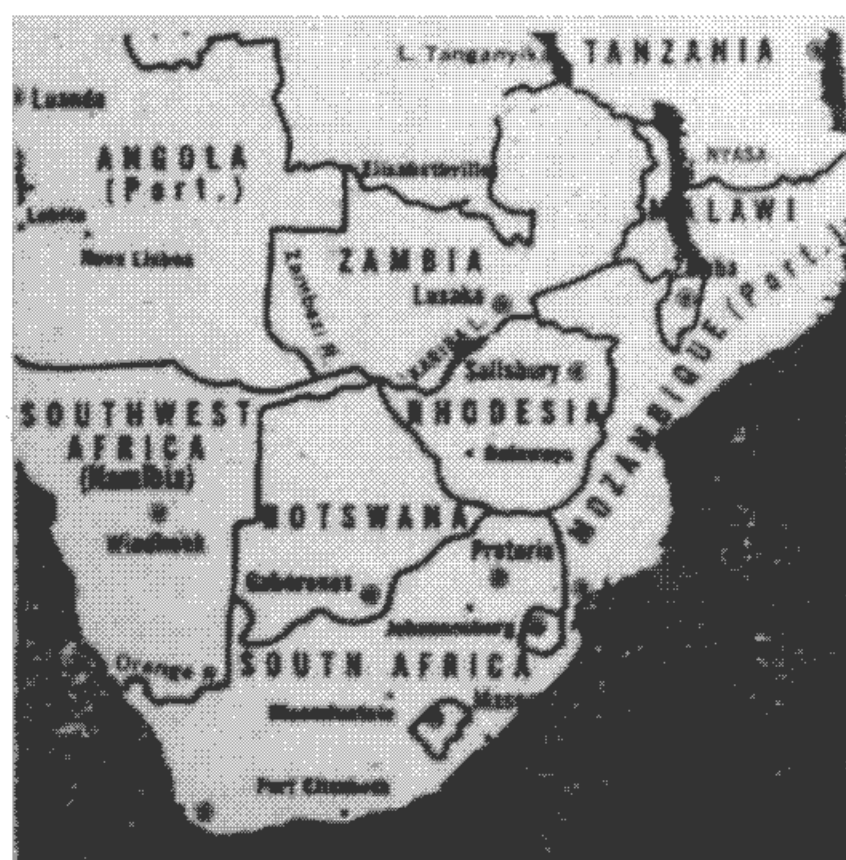 L. Tanganyika
TANZANIA
Luanda
ANGOLA
(Port.)
Elisabethville
NYASA
MALAWI
Lobito
Nova Lisboa
ZAMBIA
Zambezi R.
Zomba
Lusaka
KARIBA L.
Salisbury
MOZAMBIQUE (Port.)
SOUTHWEST
AFRICA
(Namibia)
RHODESIA
Bulawayo
Windhoek
BOTSWANA
Pretoria
Gaberones
Johannesburg
Orange R.
SOUTH AFRICA
Port Elizabeth